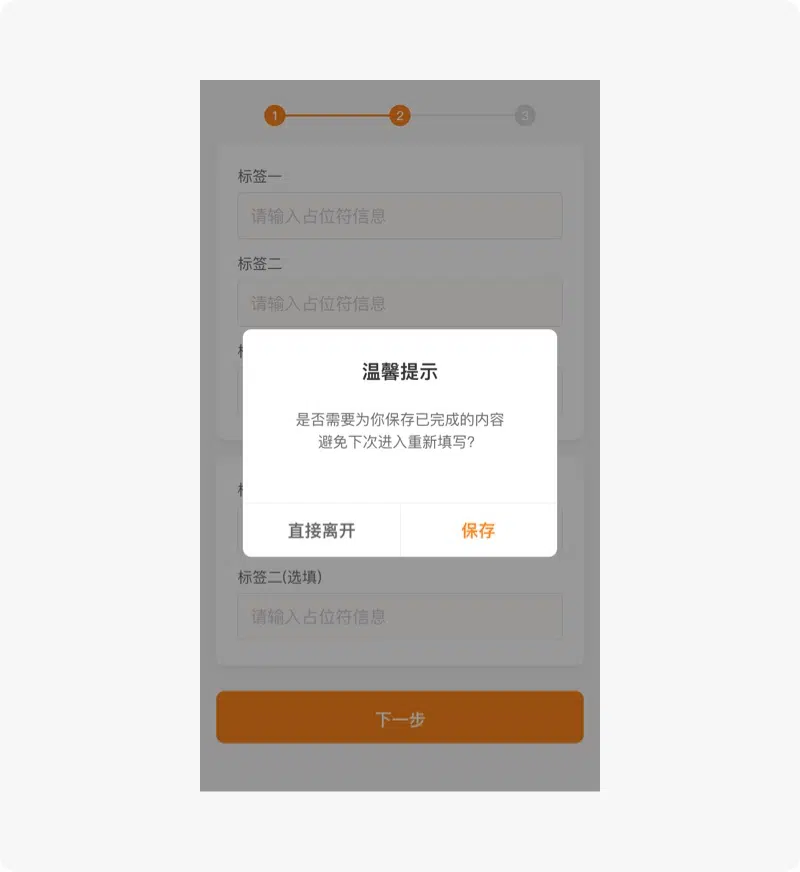 1 2 3
标签一
请输入占位符信息
标签二
请输入占位符信息
温馨提示
是否需要为你保存已完成的内容
避免下次进入重新填写?
直接离开 保存
标签二(选填)
请输入占位符信息
下一步